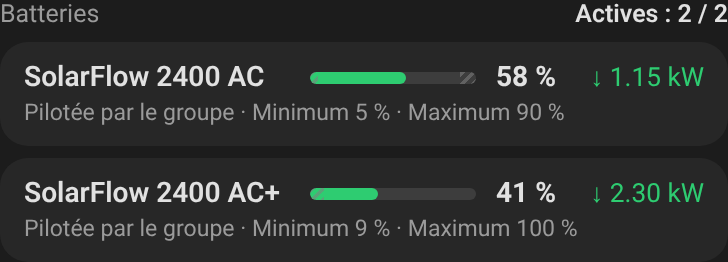 Batteries Actives : 2 / 2
SolarFlow 2400 AC 58 % ↓ 1.15 kW
Pilotée par le groupe · Minimum 5 % · Maximum 90 %
SolarFlow 2400 AC+ 41 % ↓ 2.30 kW
Pilotée par le groupe · Minimum 9 % · Maximum 100 %